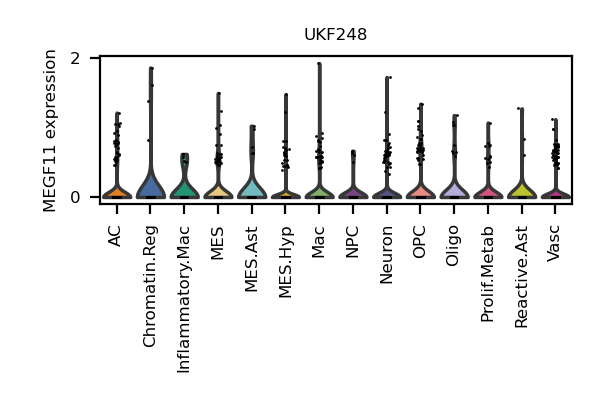 UKF248
MEGF11 expression
2
0
AC
Chromatin.Reg
Inflammatory.Mac
MES
MES.Ast
MES.Hyp
Mac
NPC
Neuron
OPC
Oligo
Prolif.Metab
Reactive.Ast
Vasc